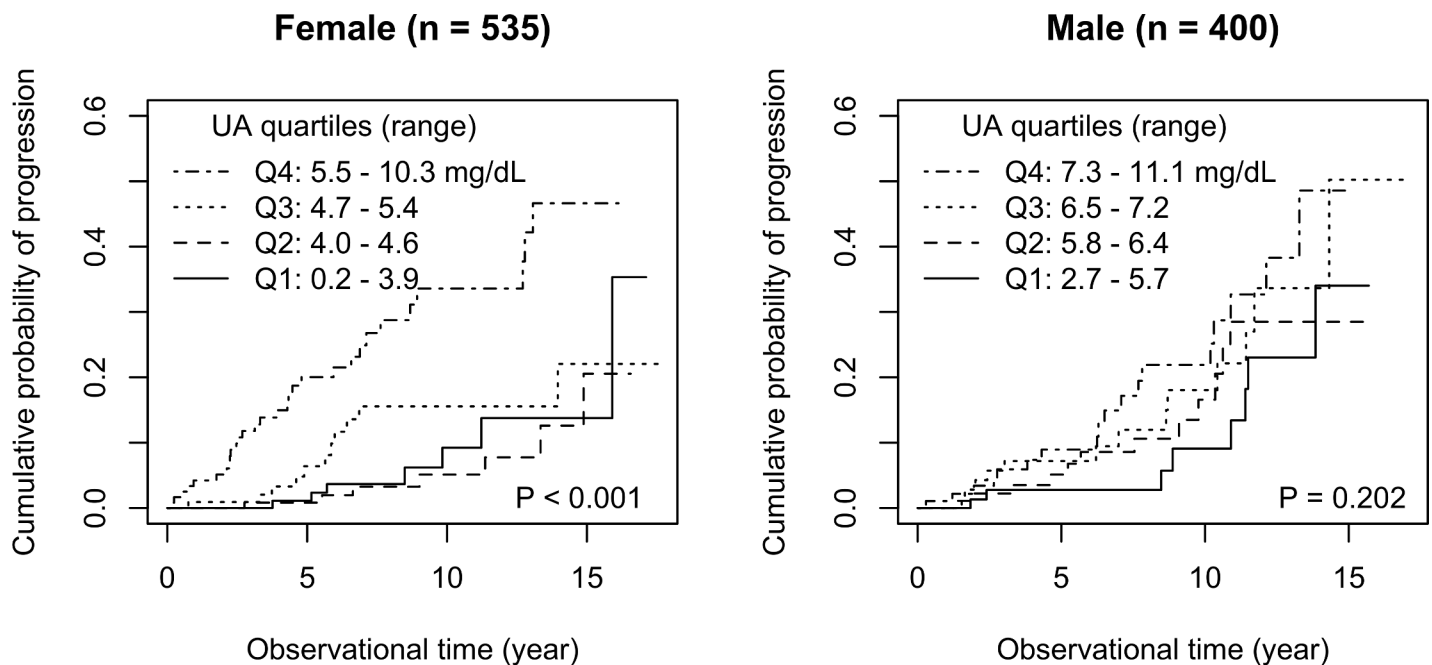 Female (n = 535)
Cumulative probability of progression
0.6
0.4
0.2
0.0
UA quartiles (range)
Q4: 5.5 - 10.3 mg/dL
Q3: 4.7 - 5.4
Q2: 4.0 - 4.6
Q1: 0.2 - 3.9
P < 0.001
0 5 10 15
Observational time (year)
Male (n = 400)
Cumulative probability of progression
0.6
0.4
0.2
0.0
UA quartiles (range)
Q4: 7.3 - 11.1 mg/dL
Q3: 6.5 - 7.2
Q2: 5.8 - 6.4
Q1: 2.7 - 5.7
P = 0.202
0 5 10 15
Observational time (year)